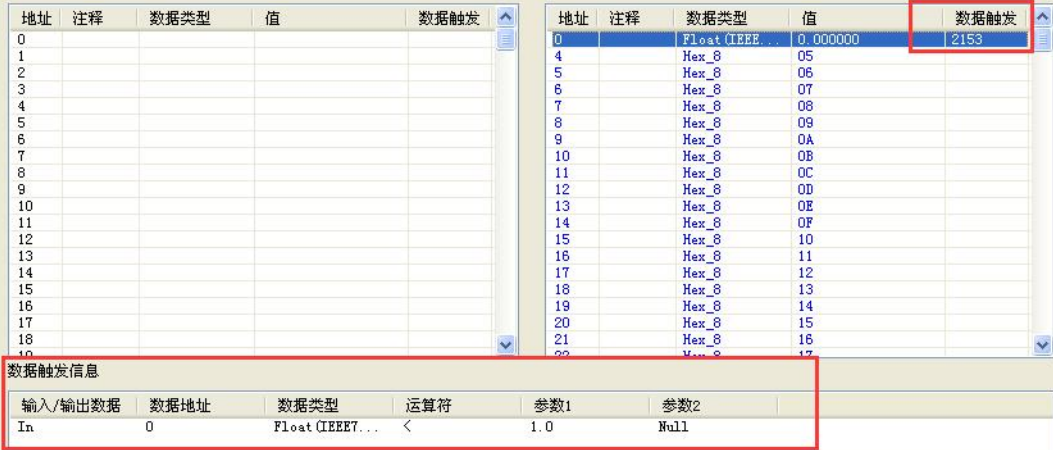 地址 注释 数据类型 值 数据触发
0
1
2
3
4
5
6
7
8
9
10
11
12
13
14
15
16
17
18
19
地址 注释 数据类型 值 数据触发
0 Float(IEEE... 0.000000 2153
4 Hex_8 05
5 Hex_8 06
6 Hex_8 07
7 Hex_8 08
8 Hex_8 09
9 Hex_8 0A
10 Hex_8 0B
11 Hex_8 0C
12 Hex_8 0D
13 Hex_8 0E
14 Hex_8 0F
15 Hex_8 10
16 Hex_8 11
17 Hex_8 12
18 Hex_8 13
19 Hex_8 14
20 Hex_8 15
21 Hex_8 16
22 Hex_8 17
数据触发信息
输入/输出数据 数据地址 数据类型 运算符 参数1 参数2
In 0 Float(IEEE7... < 1.0 Null